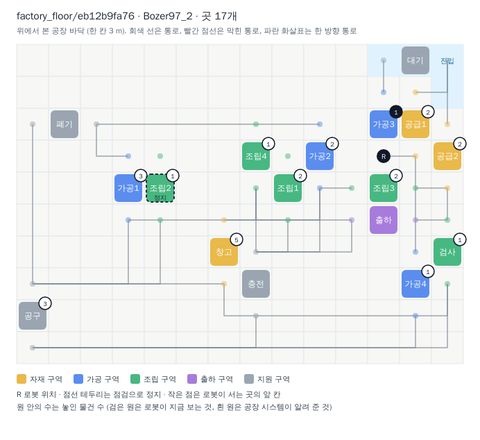 factory_floor/eb12b9fa76 · Bozer97_2 · 곳 17개
위에서 본 공장 바닥 (한 칸 3 m). 회색 선은 통로, 빨간 점선은 막힌 통로, 파란 화살표는 한 방향 통로
대기
진입
폐기
가공3
1
공급1
2
조립4
1
가공2
2
R
공급2
2
가공1
3
조립2
1
정지
조립1
2
조립3
2
출하
창고
5
검사
1
충전
가공4
1
공구
3
자재 구역
가공 구역
조립 구역
출하 구역
지원 구역
R 로봇 위치 · 점선 테두리는 점검으로 정지 · 작은 점은 로봇이 서는 곳의 앞 칸
원 안의 수는 놓인 물건 수 (검은 원은 로봇이 지금 보는 것, 흰 원은 공장 시스템이 알려 준 것)